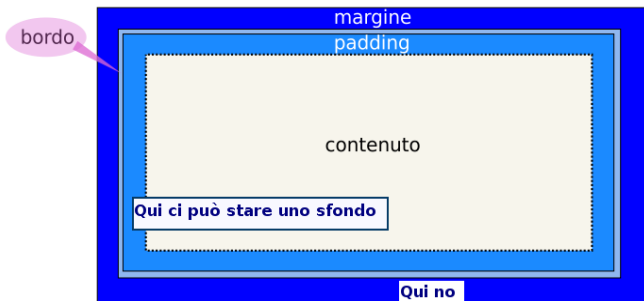 margine
bordo
padding
contenuto
Qui ci può stare uno sfondo
Qui no